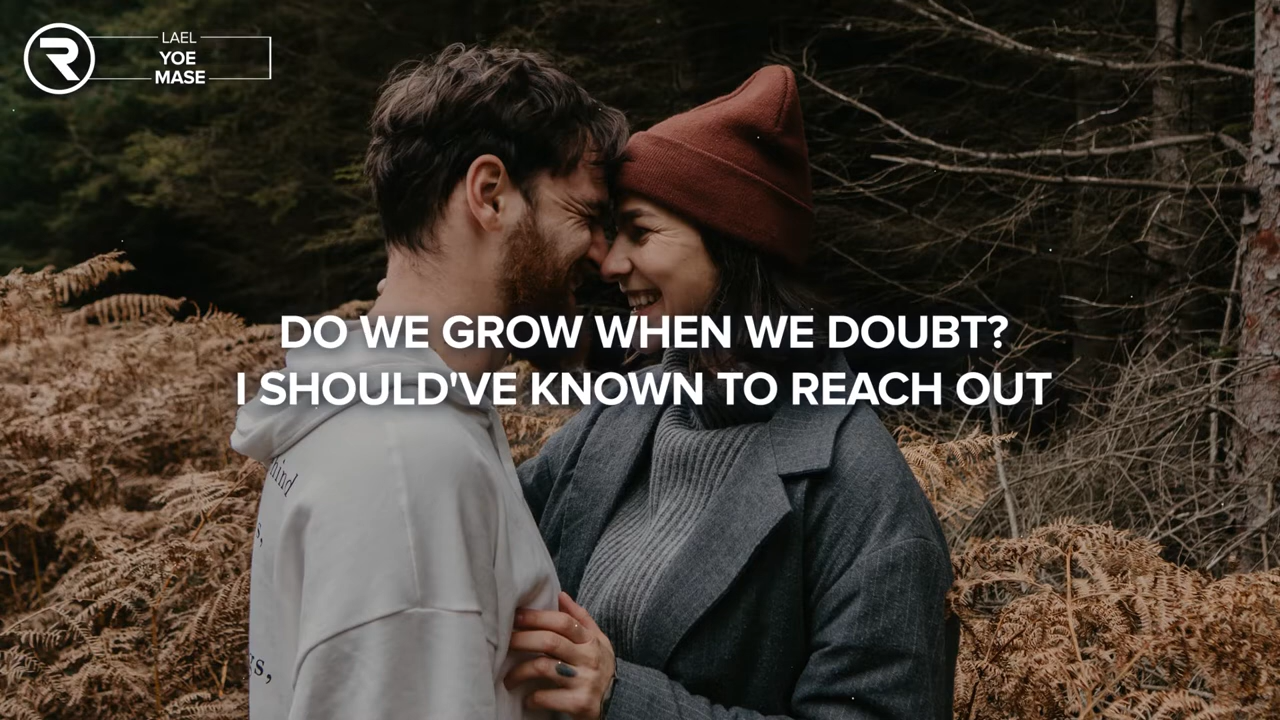 LAEL
YOE
MASE
DO WE GROW WHEN WE DOUBT?
I SHOULD'VE KNOWN TO REACH OUT